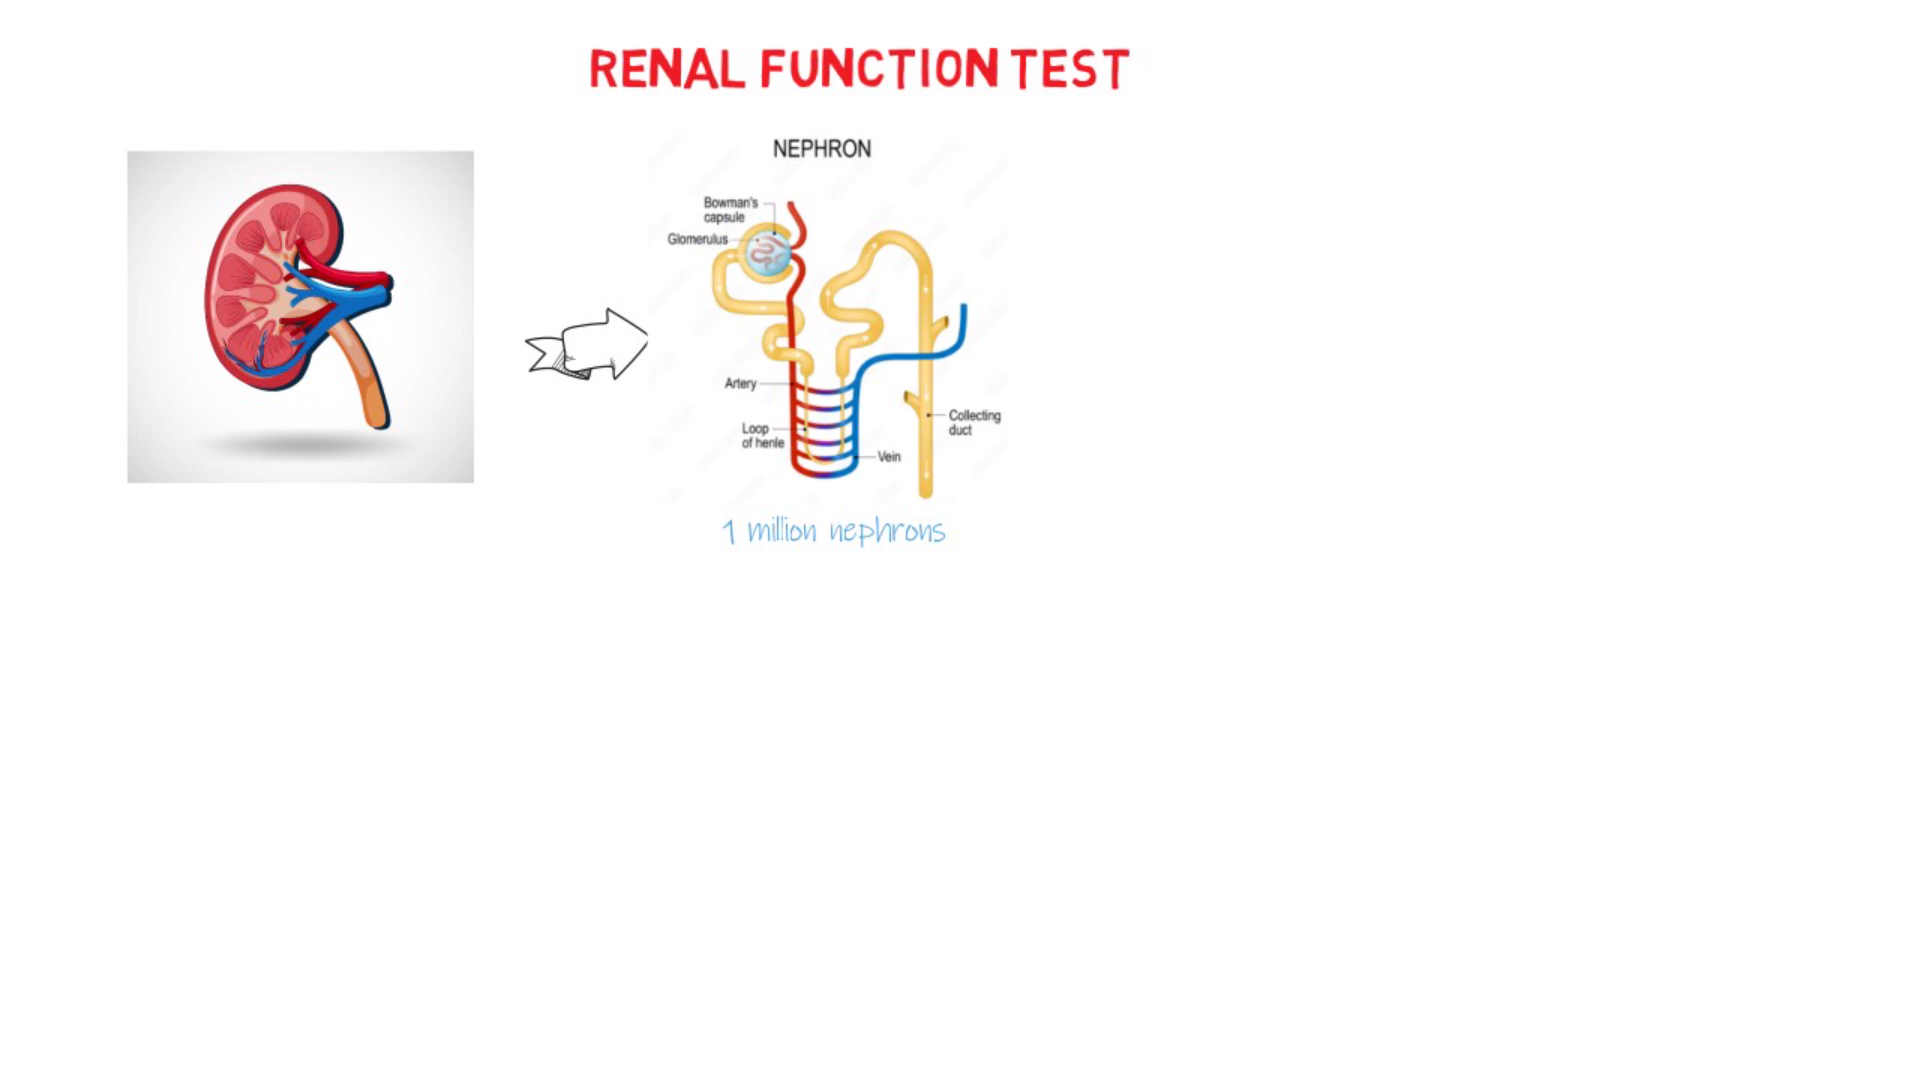 RENAL FUNCTION TEST
NEPHRON
Bowman's
capsule
Glomerulus
Artery
Loop
of henle
Vein
Collecting
duct
1 million nephrons